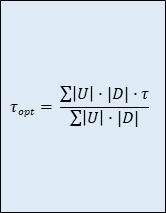 τ_opt = ∑|U| · |D| · τ / ∑|U| · |D|